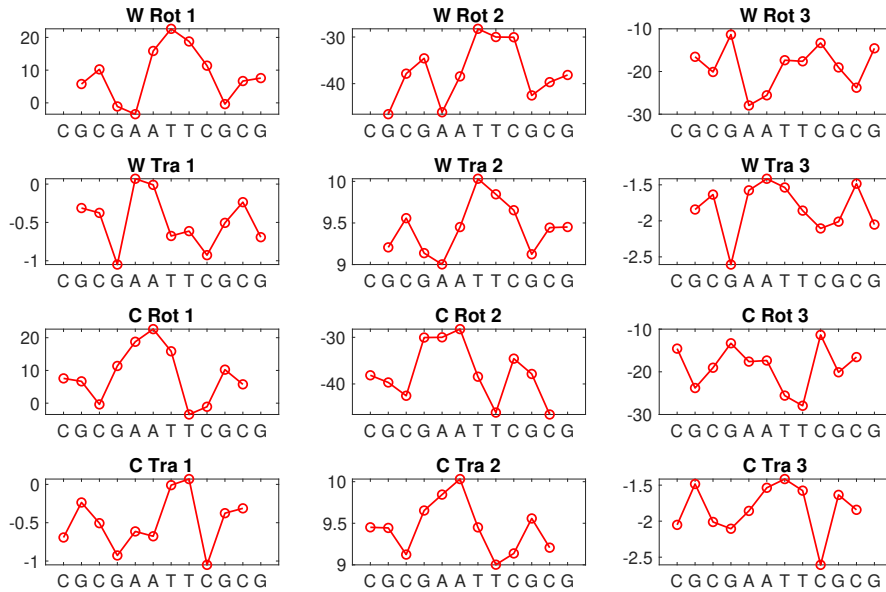 W Rot 1
20
10
0
C G C G A A T T C G C G
W Rot 2
-30
-40
C G C G A A T T C G C G
W Rot 3
-10
-20
-30
C G C G A A T T C G C G
W Tra 1
0
-0.5
-1
C G C G A A T T C G C G
W Tra 2
10
9.5
9
C G C G A A T T C G C G
W Tra 3
-1.5
-2
-2.5
C G C G A A T T C G C G
C Rot 1
20
10
0
C G C G A A T T C G C G
C Rot 2
-30
-40
C G C G A A T T C G C G
C Rot 3
-10
-20
-30
C G C G A A T T C G C G
C Tra 1
0
-0.5
-1
C G C G A A T T C G C G
C Tra 2
10
9.5
9
C G C G A A T T C G C G
C Tra 3
-1.5
-2
-2.5
C G C G A A T T C G C G